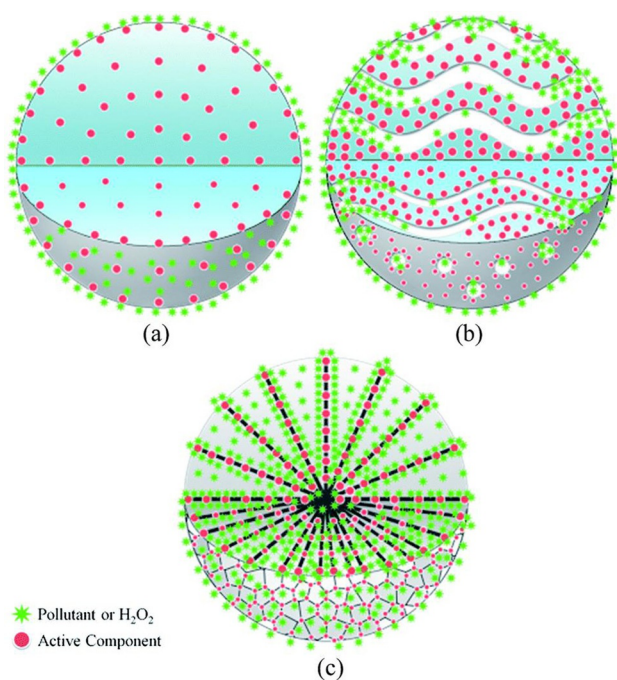 (a)
(b)
Pollutant or H₂O₂
Active Component
(c)